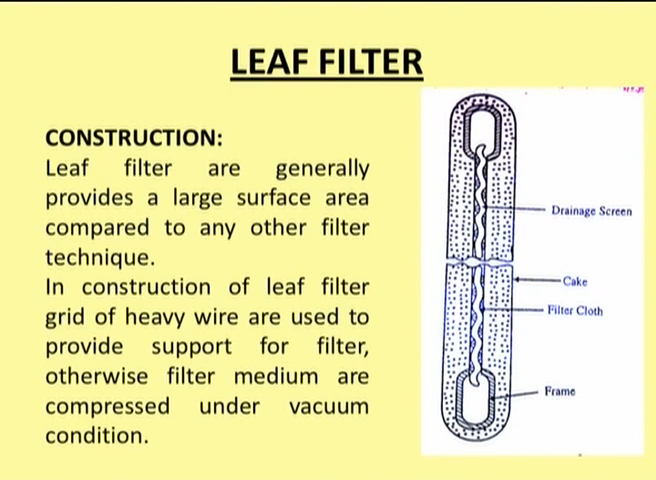 LEAF FILTER
CONSTRUCTION:
Leaf filter are generally
provides a large surface area
compared to any other filter
technique.
In construction of leaf filter
grid of heavy wire are used to
provide support for filter,
otherwise filter medium are
compressed under vacuum
condition.
Drainage Screen
Cake
Filter Cloth
Frame